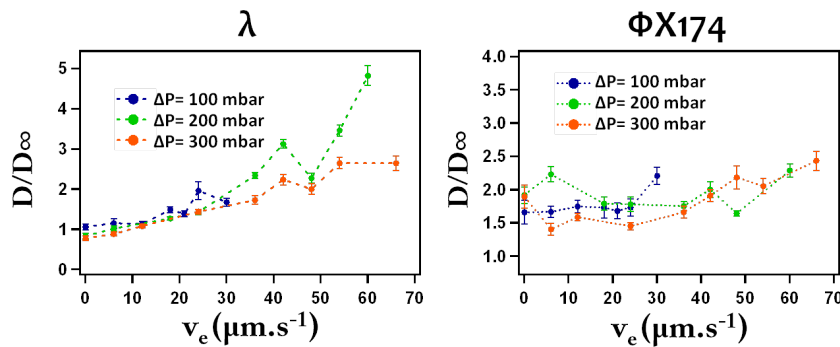 λ
ΦX174
D/D∞
5
4
3
2
1
0
ΔP= 100 mbar
ΔP= 200 mbar
ΔP= 300 mbar
0 10 20 30 40 50 60 70
vₑ (μm.s⁻¹)
D/D∞
4.0
3.5
3.0
2.5
2.0
1.5
1.0
ΔP= 100 mbar
ΔP= 200 mbar
ΔP= 300 mbar
0 10 20 30 40 50 60 70
vₑ (μm.s⁻¹)